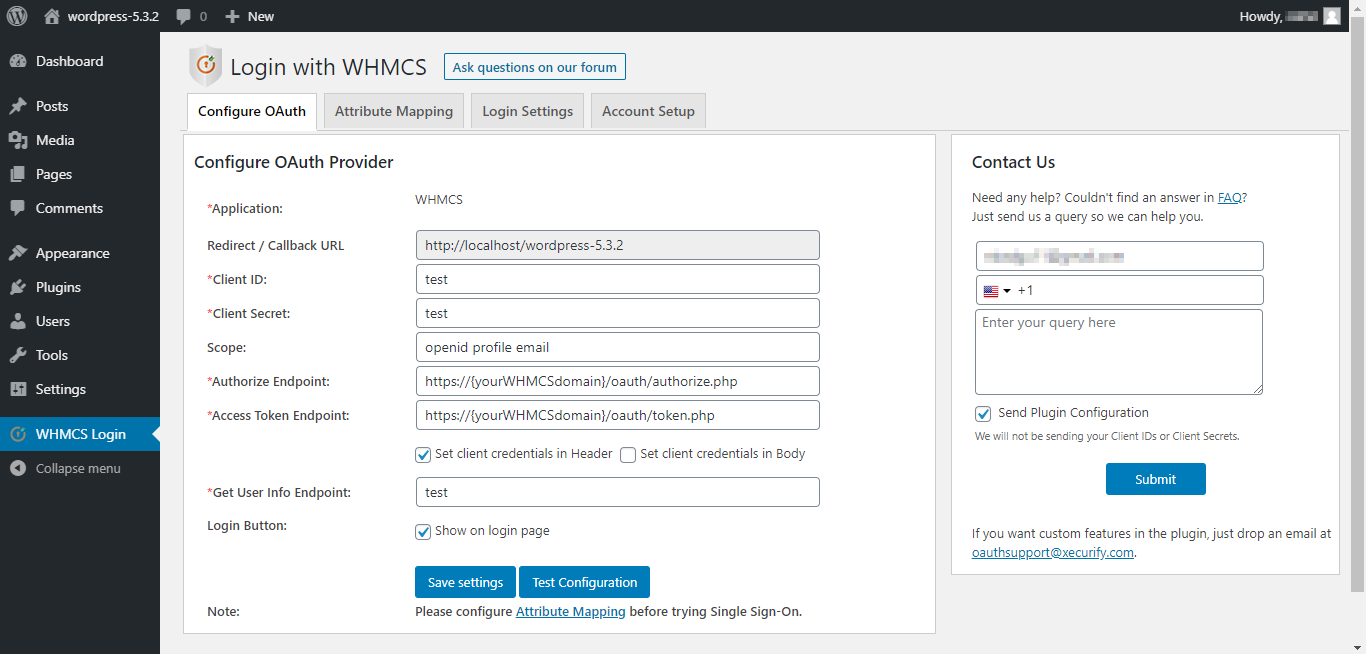 wordpress-5.3.2 0 New
Howdy,
Dashboard
Posts
Media
Pages
Comments
Appearance
Plugins
Users
Tools
Settings
WHMCS Login
Collapse menu
Login with WHMCS
Ask questions on our forum
Configure OAuth
Attribute Mapping
Login Settings
Account Setup
Configure OAuth Provider
*Application:
WHMCS
Redirect / Callback URL
http://localhost/wordpress-5.3.2
*Client ID:
test
*Client Secret:
test
Scope:
openid profile email
*Authorize Endpoint:
https://{yourWHMCSdomain}/oauth/authorize.php
*Access Token Endpoint:
https://{yourWHMCSdomain}/oauth/token.php
Set client credentials in Header
Set client credentials in Body
*Get User Info Endpoint:
test
Login Button:
Show on login page
Save settings
Test Configuration
Note:
Please configure Attribute Mapping before trying Single Sign-On.
Contact Us
Need any help? Couldn't find an answer in FAQ?
Just send us a query so we can help you.
+1
Enter your query here
Send Plugin Configuration
We will not be sending your Client IDs or Client Secrets.
Submit
If you want custom features in the plugin, just drop an email at
oauthsupport@xecurify.com.